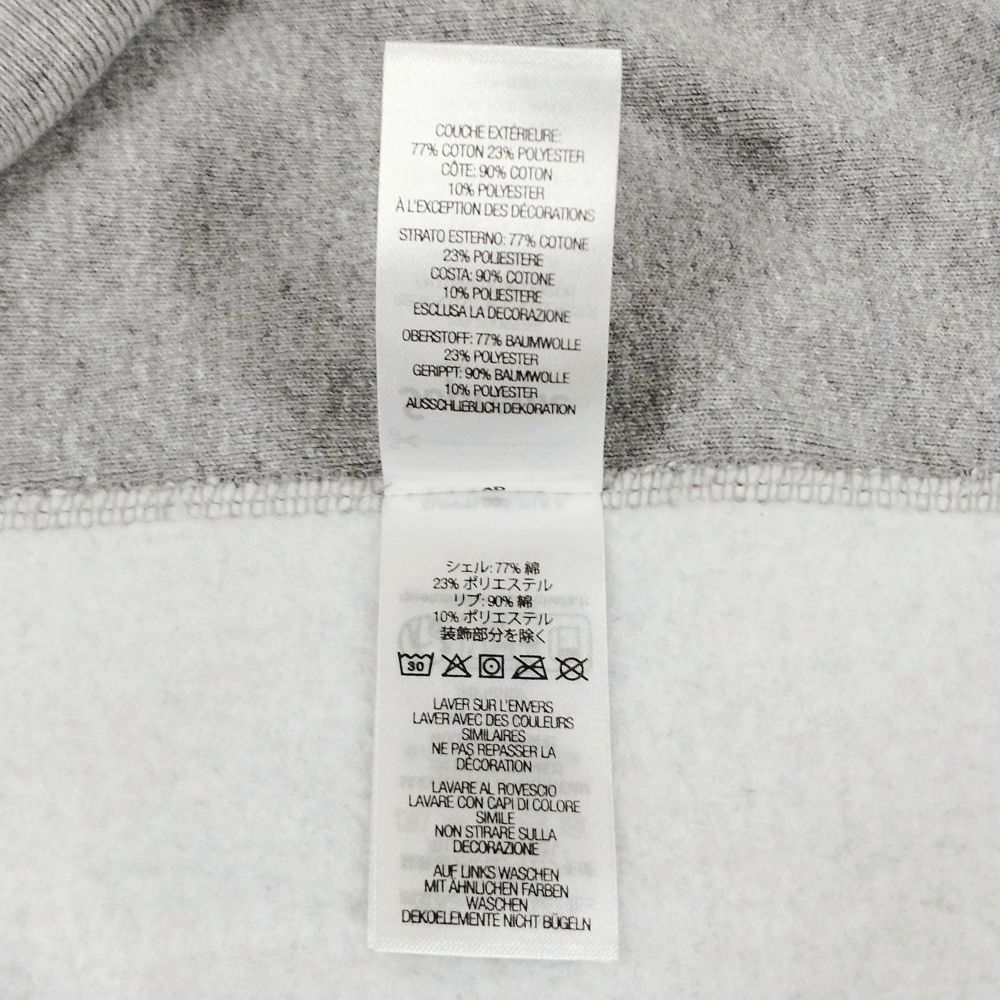 COUCHE EXTÉRIEURE:
77% COTON 23% POLYESTER
CÔTE: 90% COTON
10% POLYESTER
À L'EXCEPTION DES DÉCORATIONS
STRATO ESTERNO: 77% COTONE
23% POLIESTERE
COSTA: 90% COTONE
10% POLIESTERE
ESCLUSA LA DECORAZIONE
OBERSTOFF: 77% BAUMWOLLE
23% POLYESTER
GERIPPT: 90% BAUMWOLLE
10% POLYESTER
AUSSCHLIEßLICH DEKORATION
シェル: 77% 綿
23% ポリエステル
リブ: 90% 綿
10% ポリエステル
装飾部分を除く
30
LAVER SUR L'ENVERS
LAVER AVEC DES COULEURS
SIMILAIRES
NE PAS REPASSER LA
DÉCORATION
LAVARE AL ROVESCIO
LAVARE CON CAPI DI COLORE
SIMILE
NON STIRARE SULLA
DECORAZIONE
AUF LINKS WASCHEN
MIT ÄHNLICHEN FARBEN
WASCHEN
DEKOELEMENTE NICHT BÜGELN